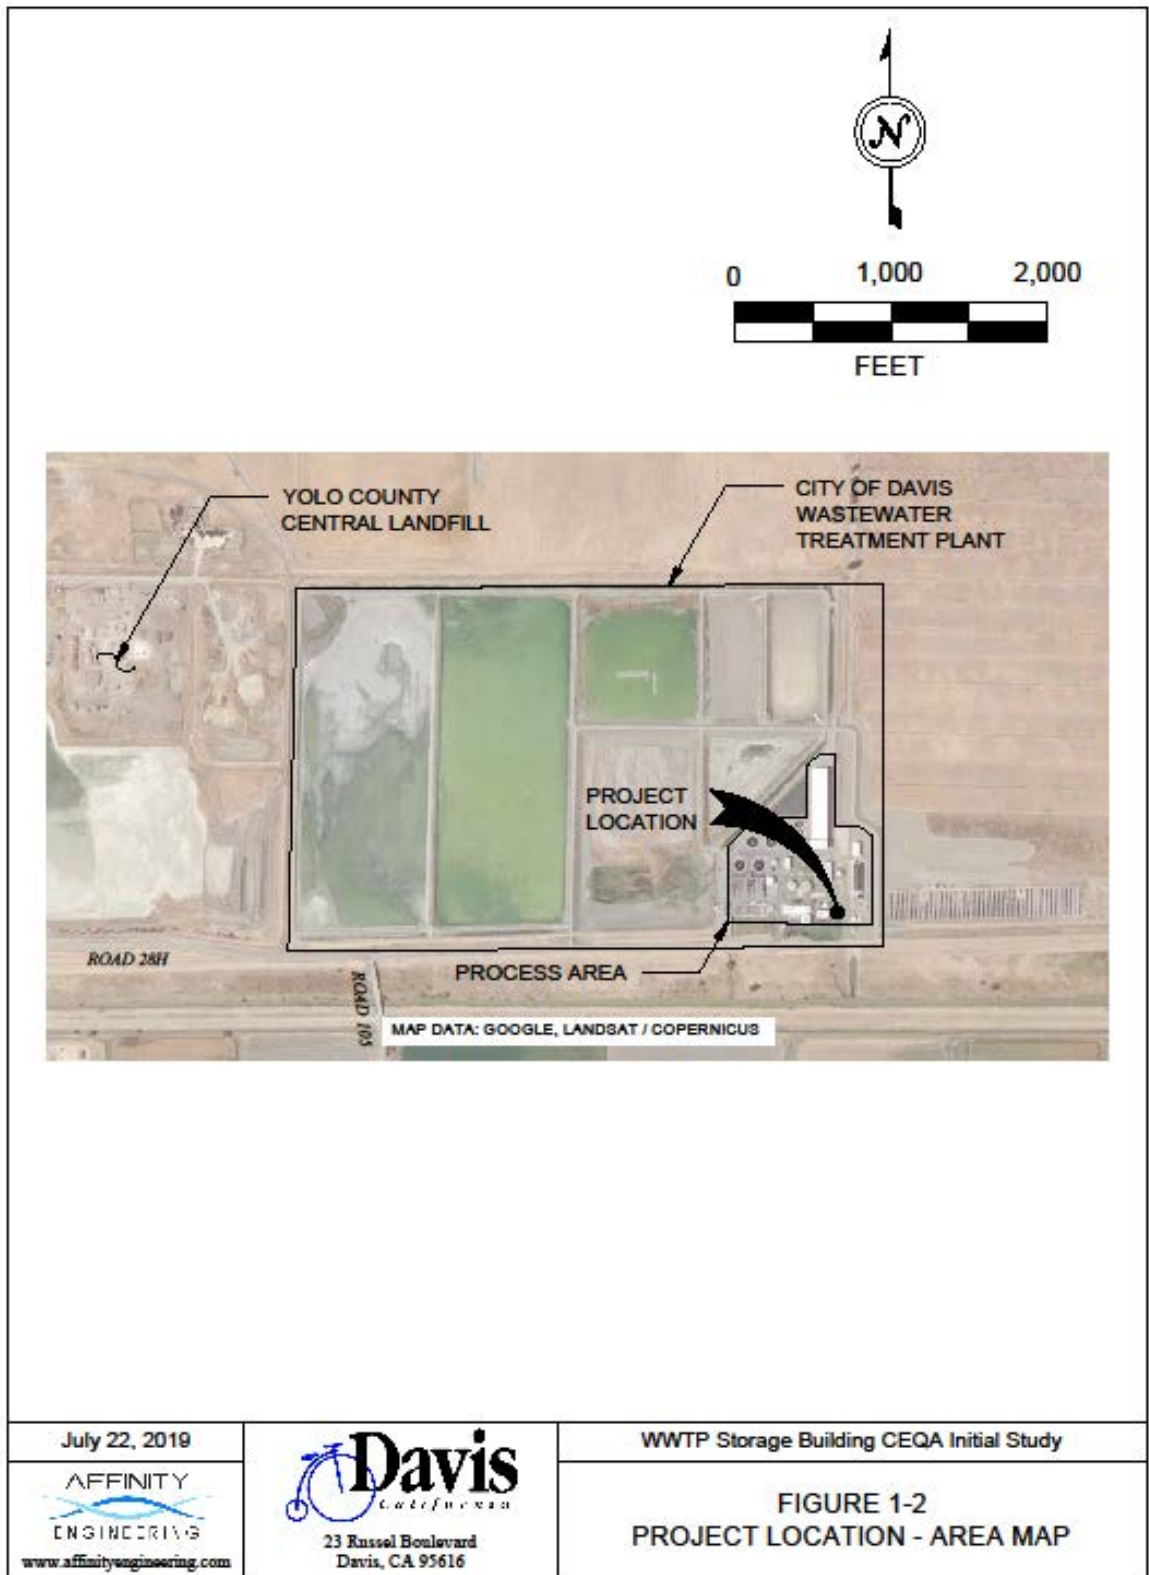 N
0 1,000 2,000
FEET
YOLO COUNTY
CENTRAL LANDFILL
CITY OF DAVIS
WASTEWATER
TREATMENT PLANT
PROJECT
LOCATION
ROAD 28H
PROCESS AREA
ROAD 105
MAP DATA: GOOGLE, LANDSAT / COPERNICUS
July 22, 2019
AFFINITY
ENGINEERING
www.affinityengineering.com
Davis
California
23 Russel Boulevard
Davis, CA 95616
WWTP Storage Building CEQA Initial Study
FIGURE 1-2
PROJECT LOCATION - AREA MAP